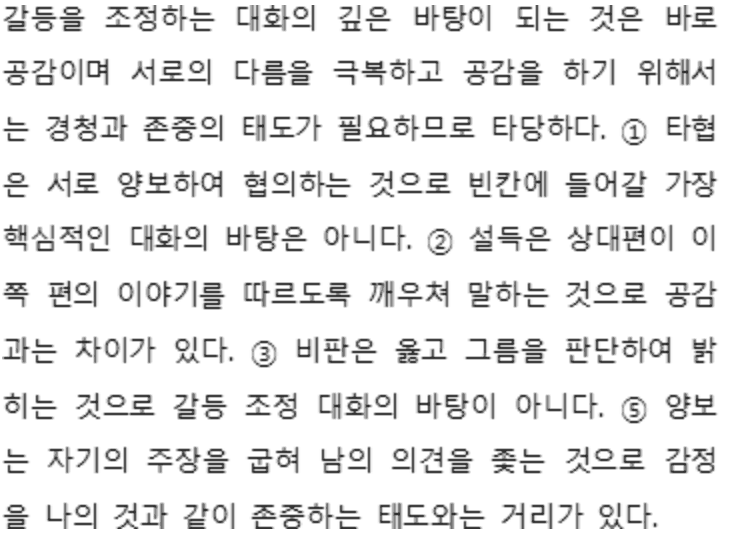 갈등을 조정하는 대화의 깊은 바탕이 되는 것은 바로
공감이며 서로의 다름을 극복하고 공감을 하기 위해서
는 경청과 존중의 태도가 필요하므로 타당하다. ① 타협
은 서로 양보하여 협의하는 것으로 빈칸에 들어갈 가장
핵심적인 대화의 바탕은 아니다. ② 설득은 상대편이 이
쪽 편의 이야기를 따르도록 깨우쳐 말하는 것으로 공감
과는 차이가 있다. ③ 비판은 옳고 그름을 판단하여 밝
히는 것으로 갈등 조정 대화의 바탕이 아니다. ⑤ 양보
는 자기의 주장을 굽혀 남의 의견을 좇는 것으로 감정
을 나의 것과 같이 존중하는 태도와는 거리가 있다.